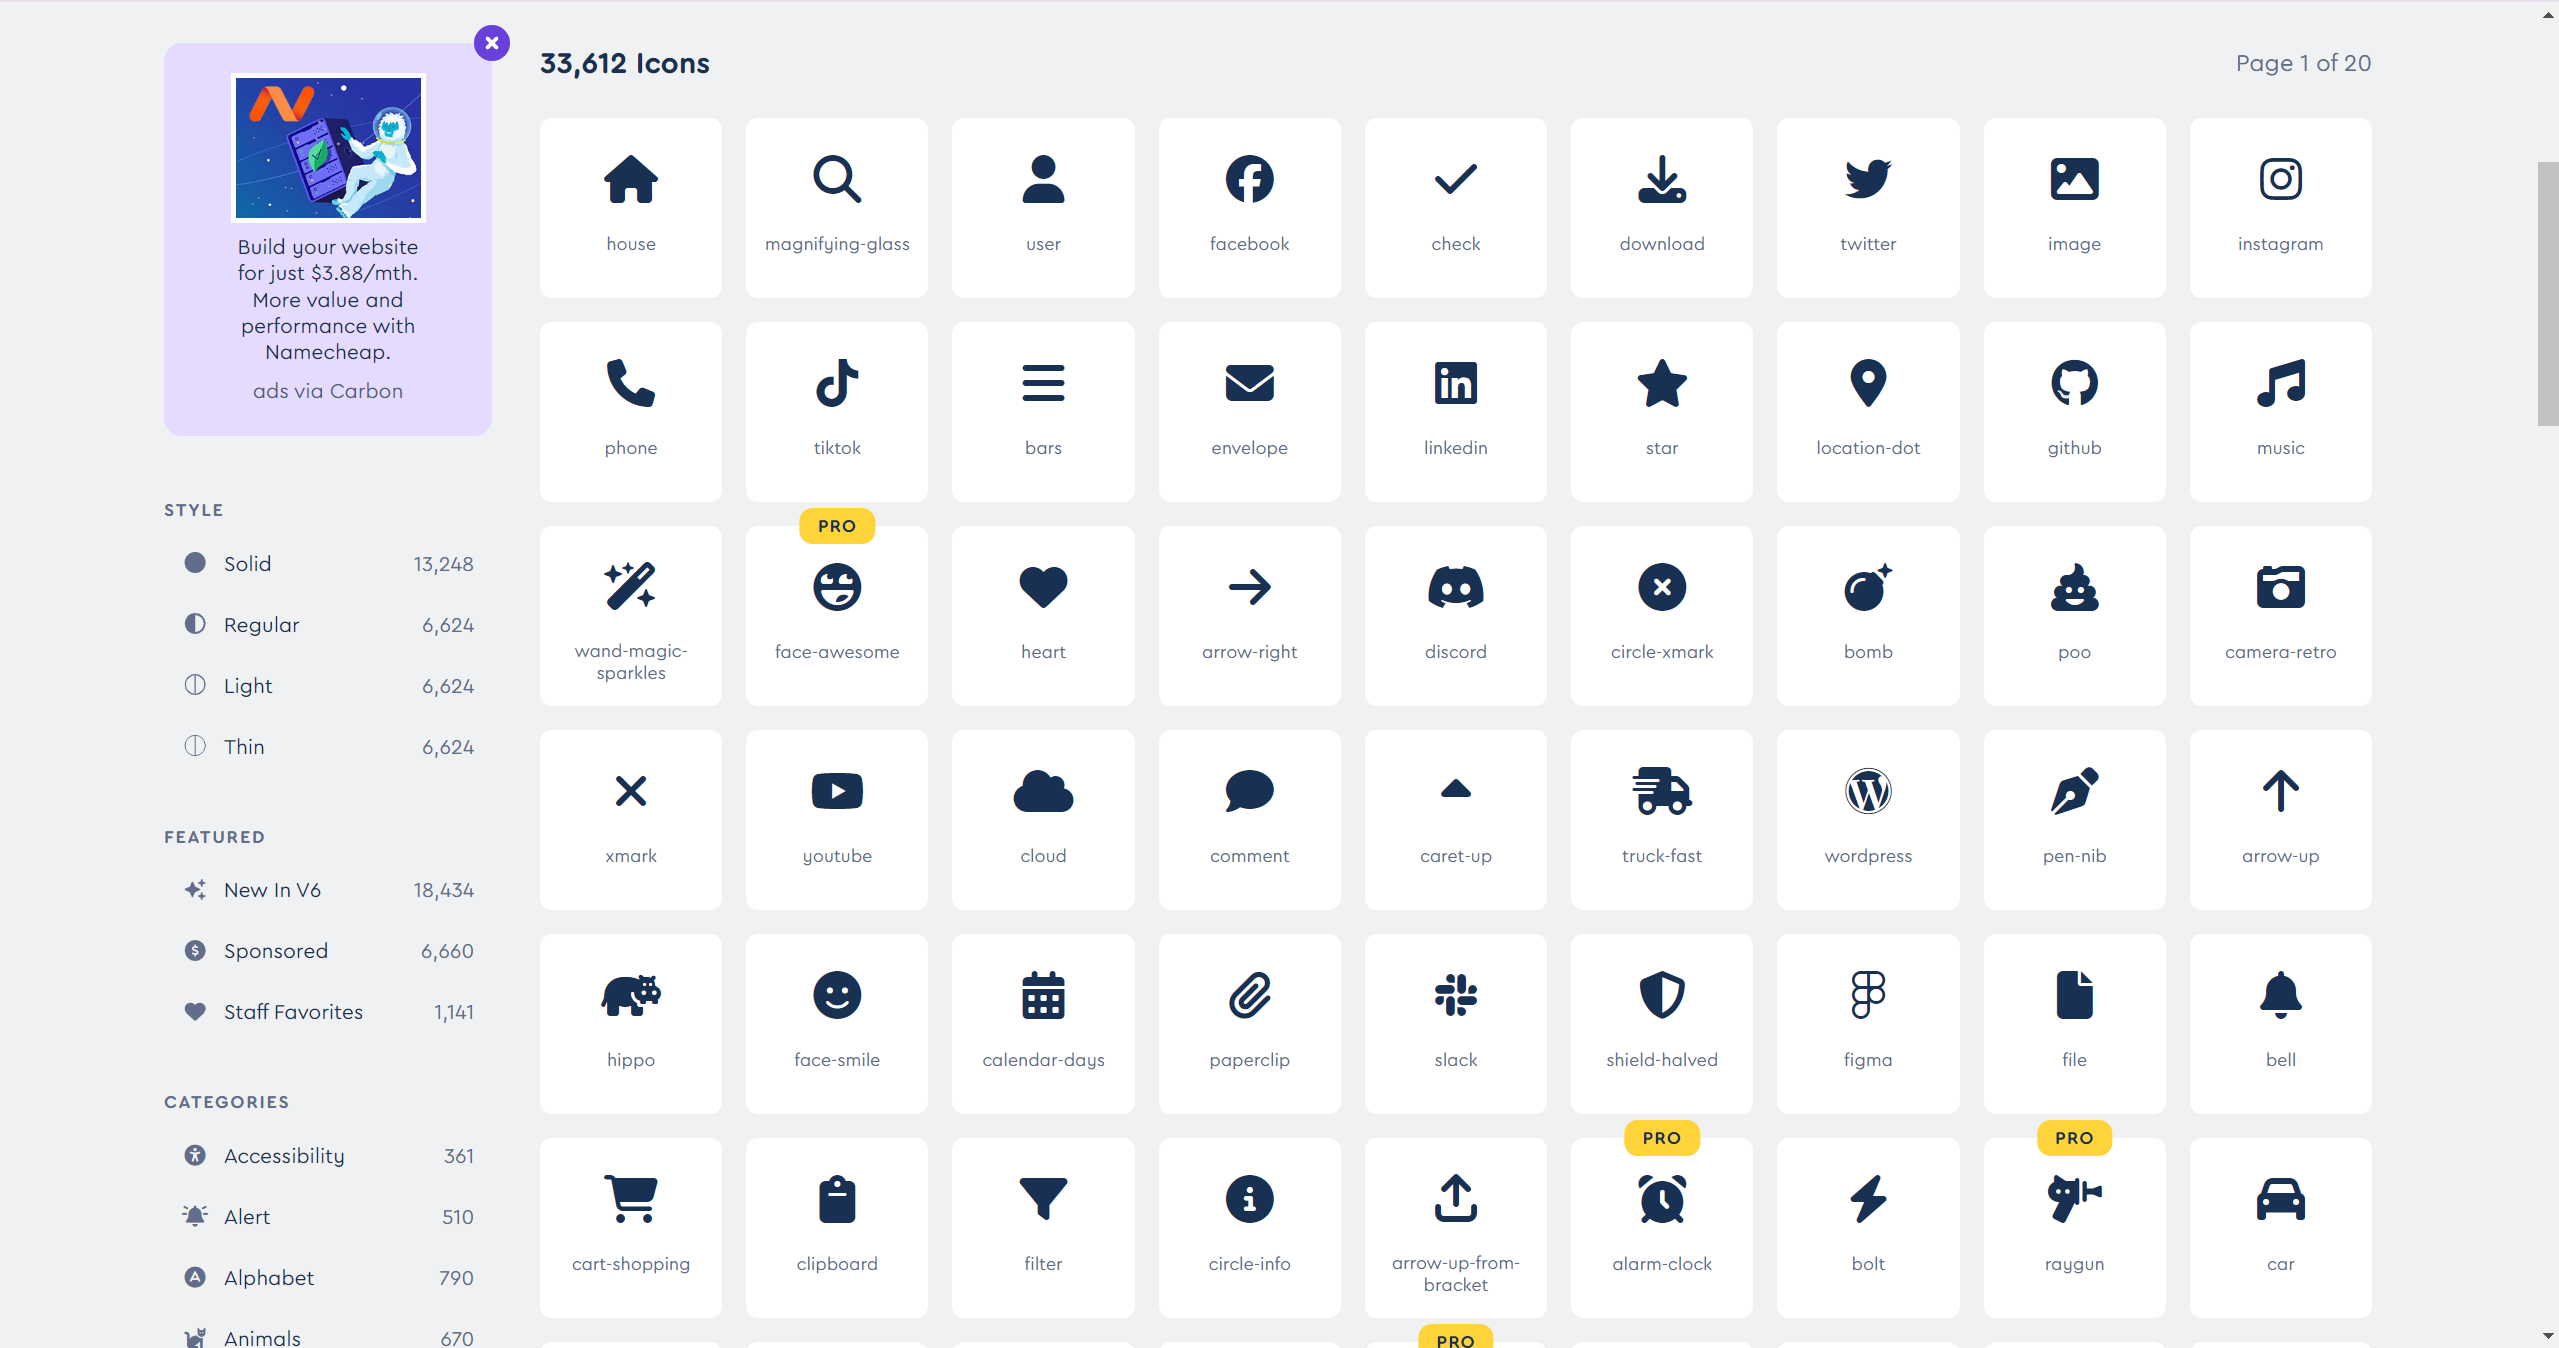 33,612 Icons
Page 1 of 20
Build your website
for just $3.88/mth.
More value and
performance with
Namecheap.
ads via Carbon
STYLE
Solid 13,248
Regular 6,624
Light 6,624
Thin 6,624
FEATURED
New In V6 18,434
Sponsored 6,660
Staff Favorites 1,141
CATEGORIES
Accessibility 361
Alert 510
Alphabet 790
Animals 670
house magnifying-glass user facebook check download twitter image instagram
phone tiktok bars envelope linkedin star location-dot github music
PRO
wand-magic-
sparkles
face-awesome heart arrow-right discord circle-xmark bomb poo camera-retro
xmark youtube cloud comment caret-up truck-fast wordpress pen-nib arrow-up
hippo face-smile calendar-days paperclip slack shield-halved figma file bell
PRO PRO
cart-shopping clipboard filter circle-info
arrow-up-from-
bracket
alarm-clock bolt raygun car
PRO